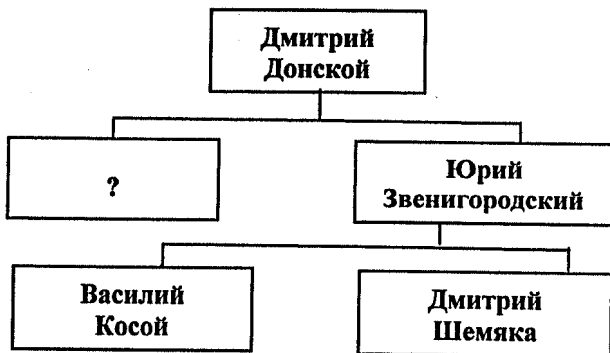 Дмитрий
Донской
?
Юрий
Звенигородский
Василий
Косой
Дмитрий
Шемяка